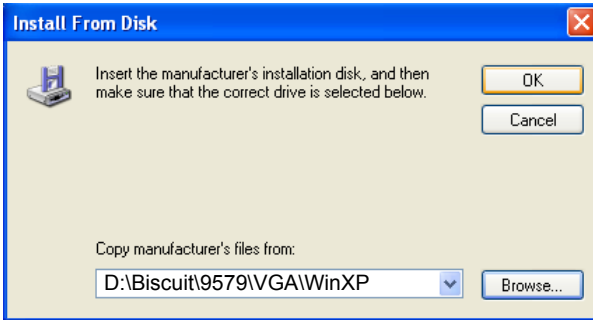 Install From Disk
Insert the manufacturer's installation disk, and then
make sure that the correct drive is selected below.
OK
Cancel
Copy manufacturer's files from:
D:\Biscuit\9579\VGA\WinXP
Browse...